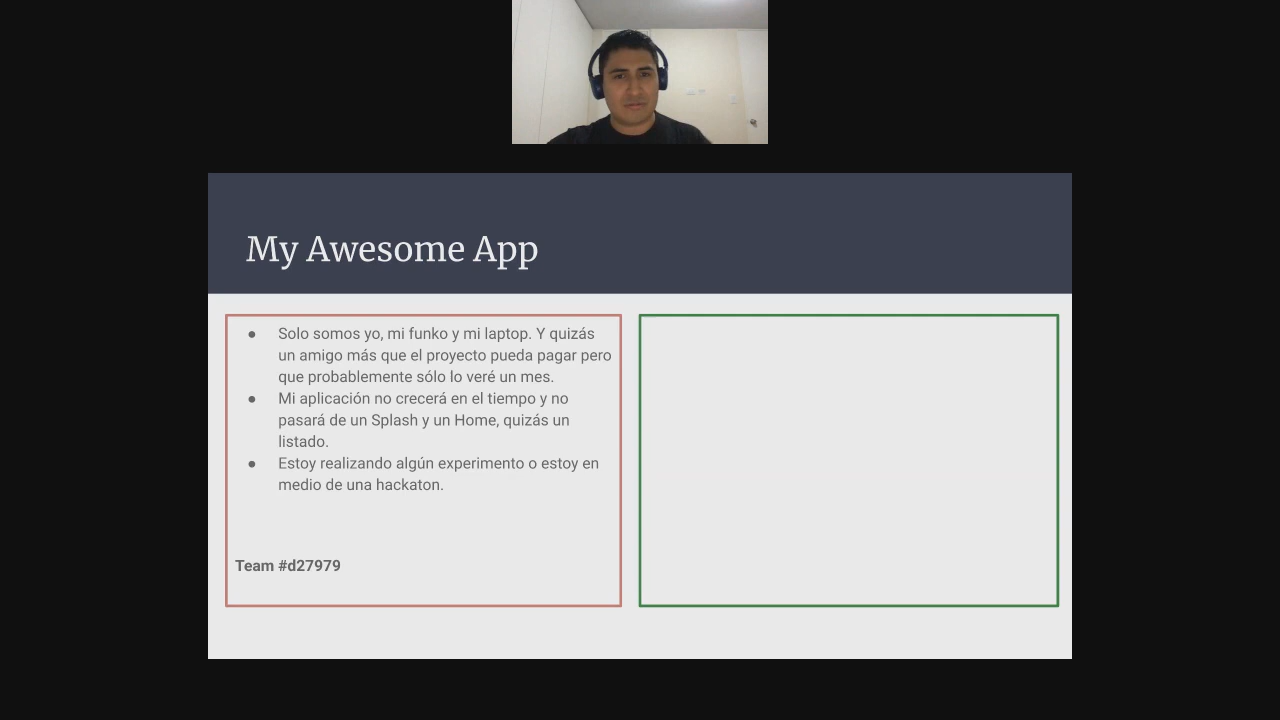 My Awesome App
● Solo somos yo, mi funko y mi laptop. Y quizás
un amigo más que el proyecto pueda pagar pero
que probablemente sólo lo veré un mes.
● Mi aplicación no crecerá en el tiempo y no
pasará de un Splash y un Home, quizás un
listado.
● Estoy realizando algún experimento o estoy en
medio de una hackaton.
Team #d27979